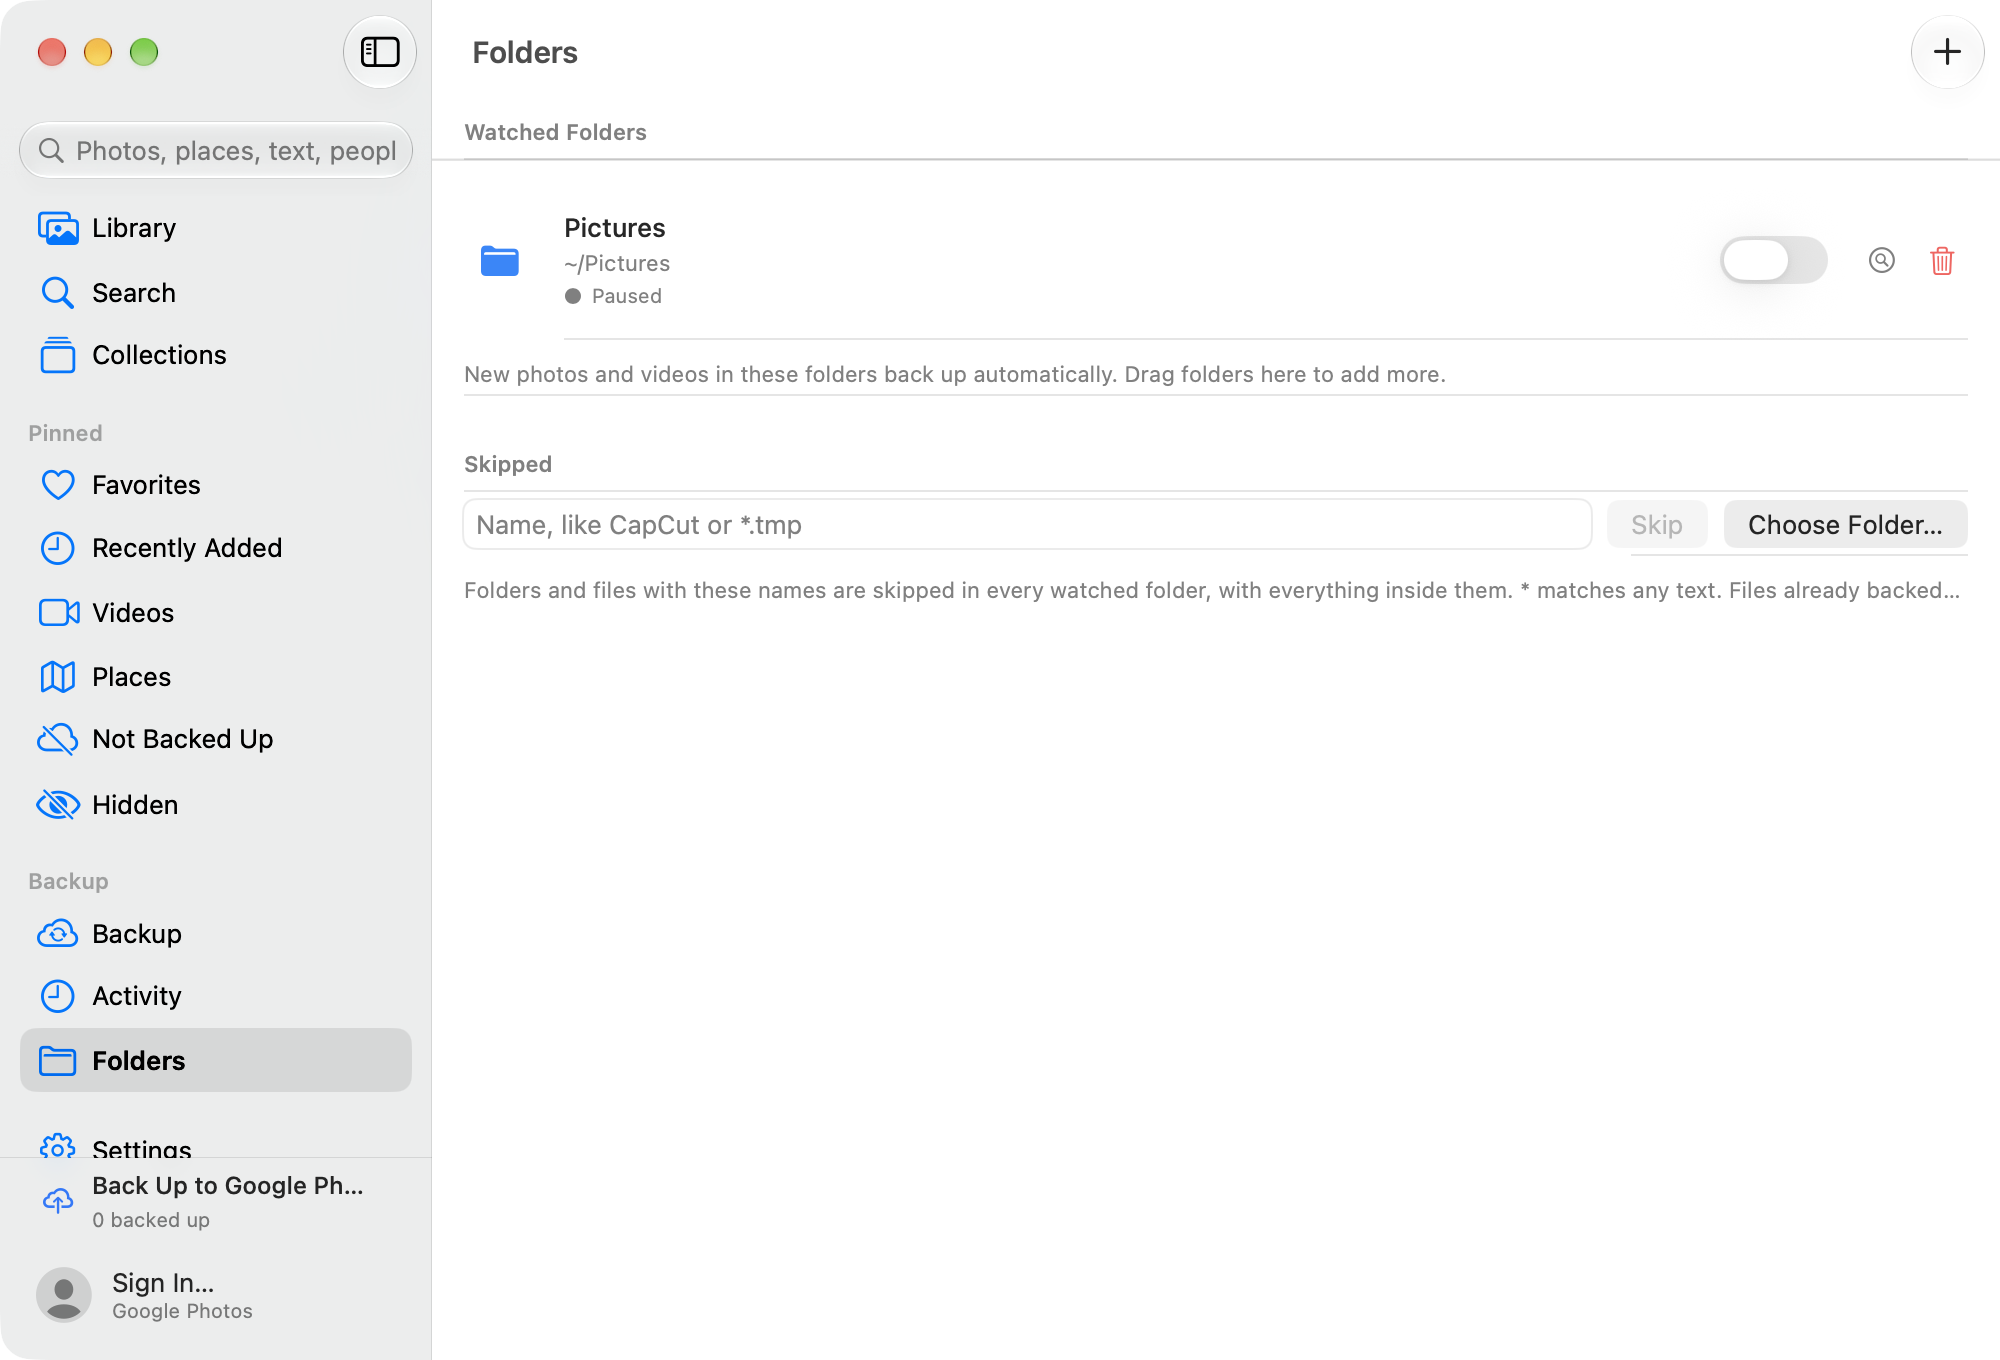 Folders
Photos, places, text, peopl
Library
Search
Collections
Pinned
Favorites
Recently Added
Videos
Places
Not Backed Up
Hidden
Backup
Backup
Activity
Folders
Settings
Back Up to Google Ph...
0 backed up
Sign In...
Google Photos
Watched Folders
Pictures
~/Pictures
Paused
New photos and videos in these folders back up automatically. Drag folders here to add more.
Skipped
Name, like CapCut or *.tmp
Skip
Choose Folder...
Folders and files with these names are skipped in every watched folder, with everything inside them. * matches any text. Files already backed...